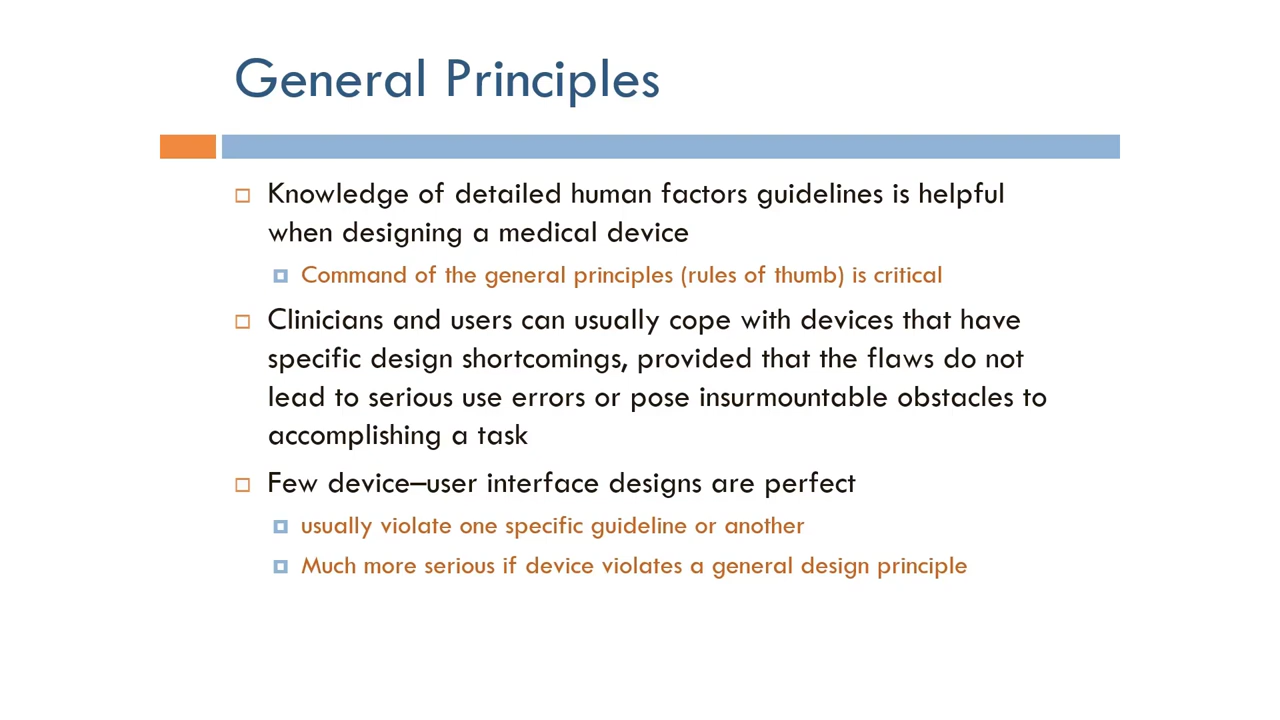 General Principles
Knowledge of detailed human factors guidelines is helpful
when designing a medical device
Command of the general principles (rules of thumb) is critical
Clinicians and users can usually cope with devices that have
specific design shortcomings, provided that the flaws do not
lead to serious use errors or pose insurmountable obstacles to
accomplishing a task
Few device–user interface designs are perfect
usually violate one specific guideline or another
Much more serious if device violates a general design principle